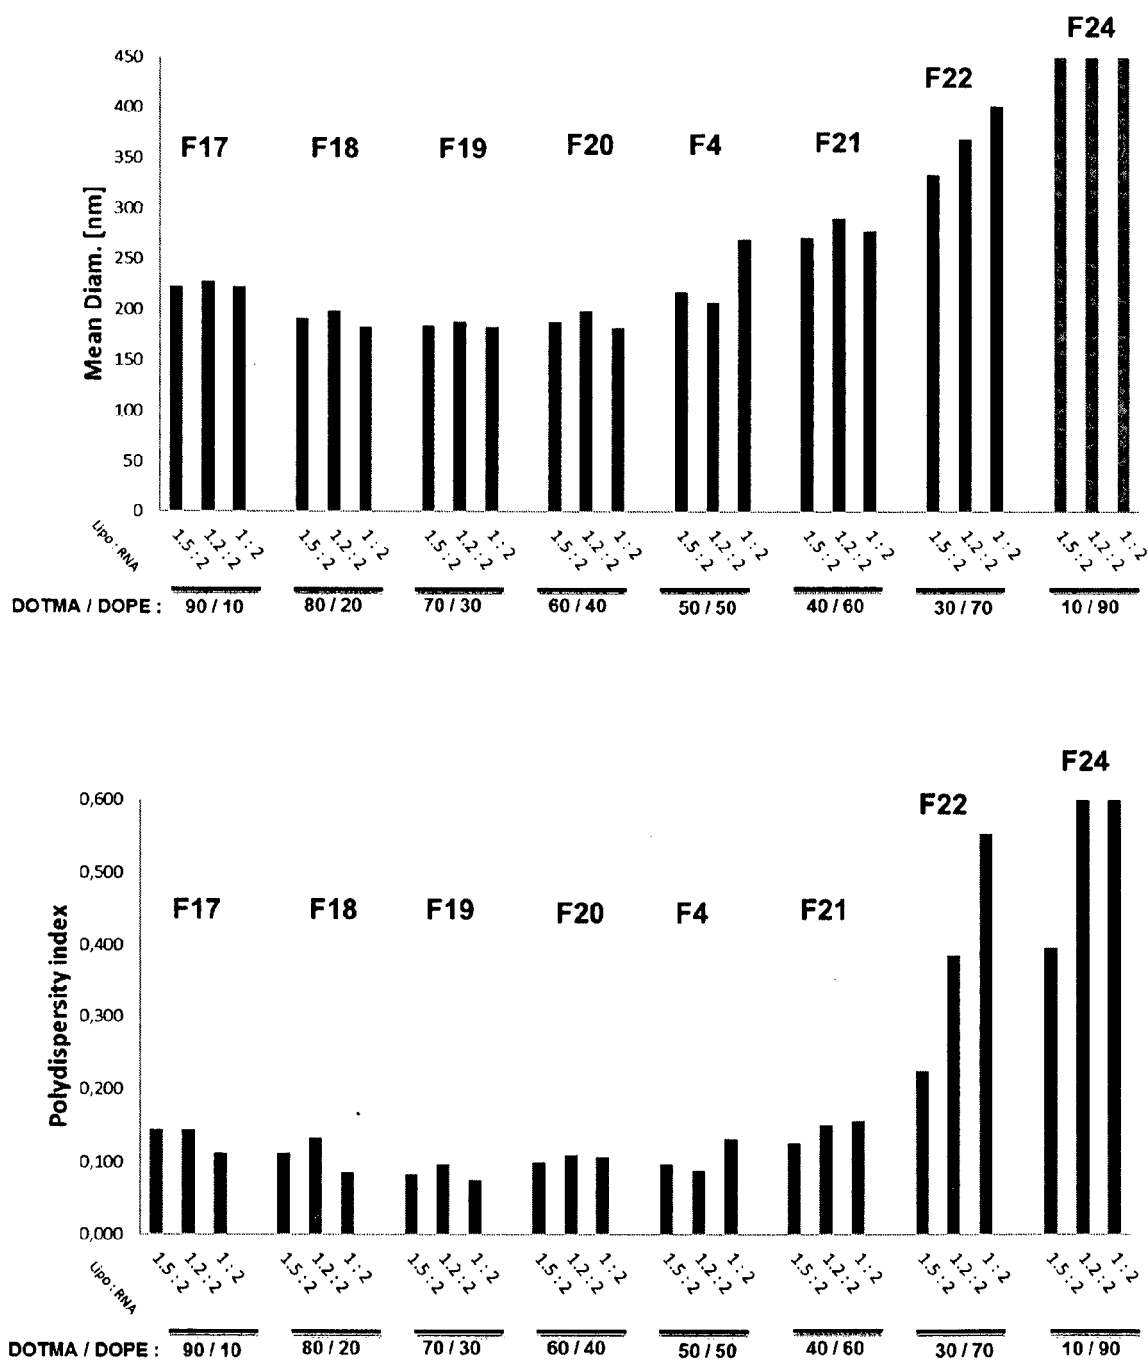 F24
450
F22
400
F17 F18 F19 F20 F4 F21
350
300
250
200
150
100
50
0
Mean Diam. [nm]
Lipo : RNA 1.5 : 2 1.2 : 2 1 : 2 1.5 : 2 1.2 : 2 1 : 2 1.5 : 2 1.2 : 2 1 : 2 1.5 : 2 1.2 : 2 1 : 2 1.5 : 2 1.2 : 2 1 : 2 1.5 : 2 1.2 : 2 1 : 2 1.5 : 2 1.2 : 2 1 : 2 1.5 : 2 1.2 : 2 1 : 2
DOTMA / DOPE : 90 / 10 80 / 20 70 / 30 60 / 40 50 / 50 40 / 60 30 / 70 10 / 90
F24
0,600
F22
0,500
F17 F18 F19 F20 F4 F21
0,400
0,300
0,200
0,100
0,000
Polydispersity index
Lipo : RNA 1.5 : 2 1.2 : 2 1 : 2 1.5 : 2 1.2 : 2 1 : 2 1.5 : 2 1.2 : 2 1 : 2 1.5 : 2 1.2 : 2 1 : 2 1.5 : 2 1.2 : 2 1 : 2 1.5 : 2 1.2 : 2 1 : 2 1.5 : 2 1.2 : 2 1 : 2 1.5 : 2 1.2 : 2 1 : 2
DOTMA / DOPE : 90 / 10 80 / 20 70 / 30 60 / 40 50 / 50 40 / 60 30 / 70 10 / 90